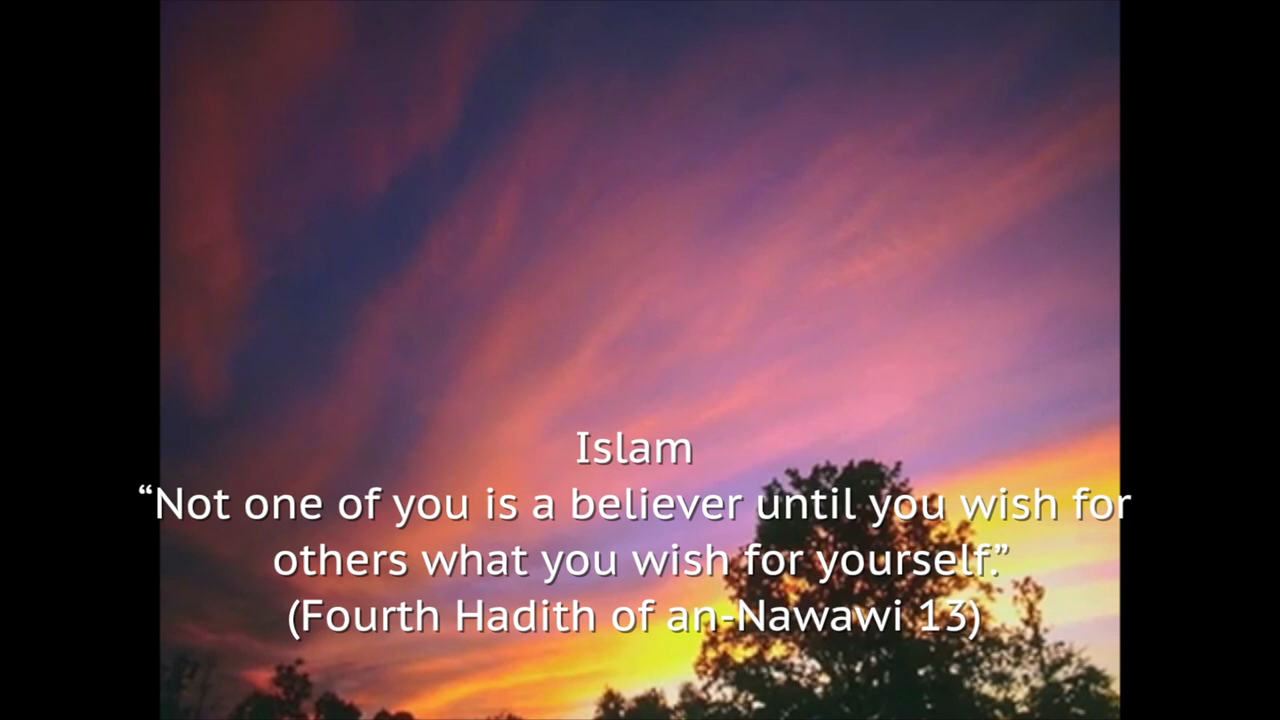 Islam
“Not one of you is a believer until you wish for
others what you wish for yourself.”
(Fourth Hadith of an-Nawawi 13)